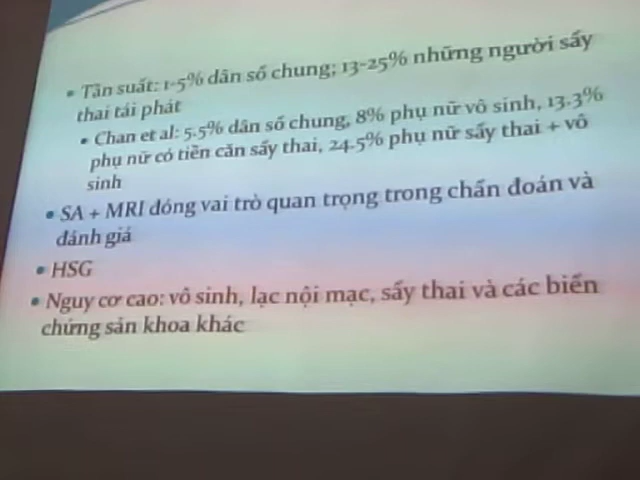 • Tần suất: 1-5% dân số chung; 13-25% những người sẩy
thai tái phát
• Chan et al: 5.5% dân số chung, 8% phụ nữ vô sinh, 13.3%
phụ nữ có tiền căn sẩy thai, 24.5% phụ nữ sẩy thai + vô
sinh
• SA + MRI đóng vai trò quan trọng trong chẩn đoán và
đánh giá
• HSG
• Nguy cơ cao: vô sinh, lạc nội mạc, sẩy thai và các biến
chứng sản khoa khác